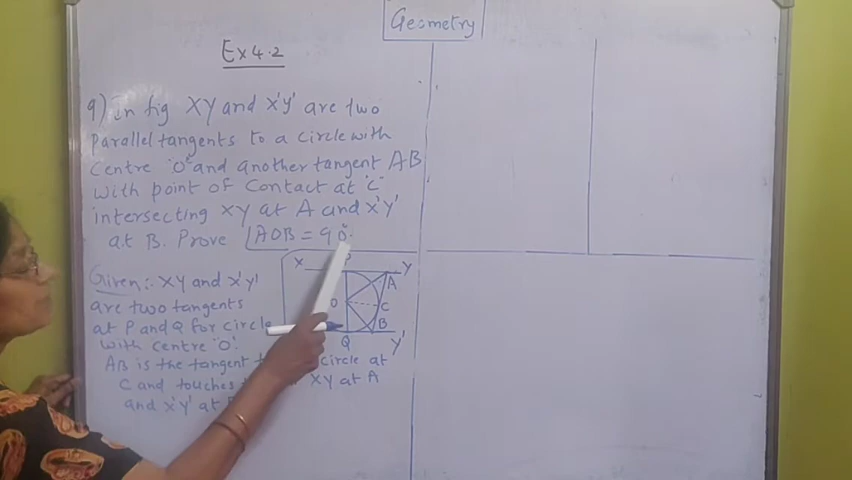 Geometry
Ex 4.2
9) In fig XY and X'Y' are two
parallel tangents to a circle with
Centre 'O' and another tangent AB
with point of Contact at 'C'
intersecting XY at A and X'Y'
at B. Prove ∠AOB = 90°.
Given:- XY and X'Y'
are two tangents
at P and Q for circle
with centre 'O'.
AB is the tangent circle at
C and touches XY at A
and X'Y' at
X
Y
A
O
C
B
Q
Y'